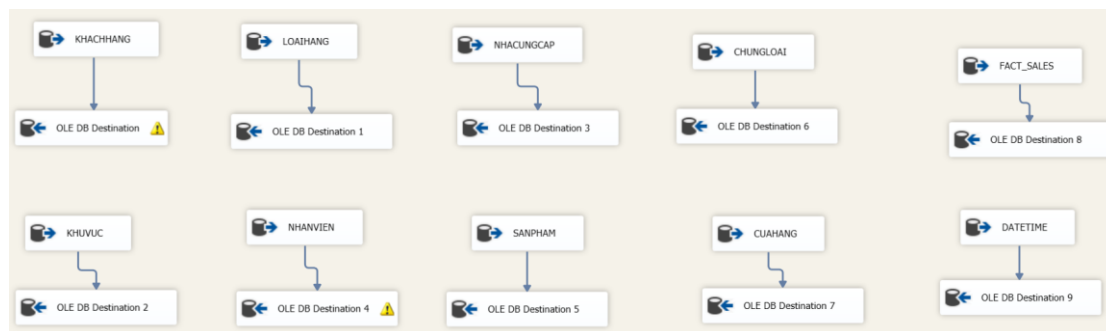 KHACHHANG
LOAIHANG
NHACUNGCAP
CHUNGLOAI
FACT_SALES
OLE DB Destination
OLE DB Destination 1
OLE DB Destination 3
OLE DB Destination 6
OLE DB Destination 8
KHUVUC
NHANVIEN
SANPHAM
CUAHANG
DATETIME
OLE DB Destination 2
OLE DB Destination 4
OLE DB Destination 5
OLE DB Destination 7
OLE DB Destination 9